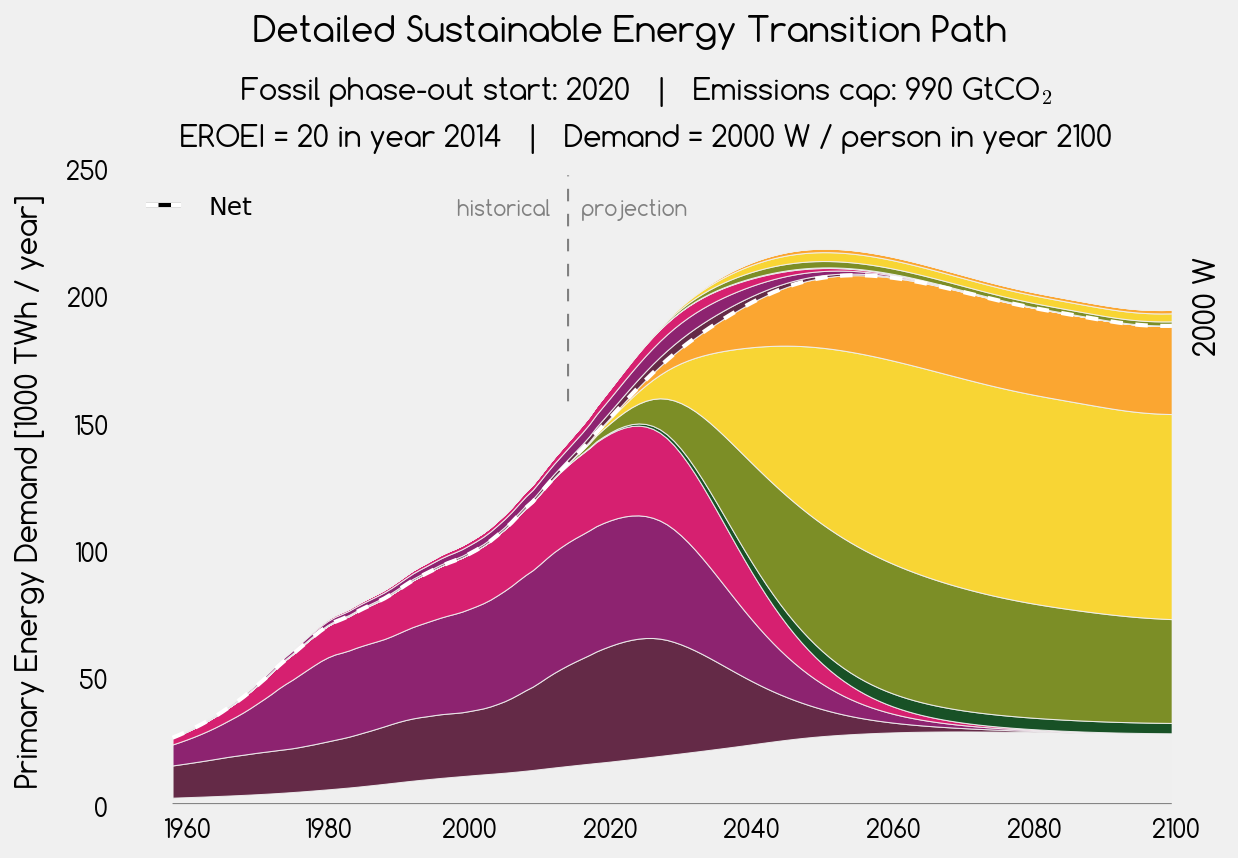 Detailed Sustainable Energy Transition Path
Fossil phase-out start: 2020 | Emissions cap: 990 GtCO₂
EROEI = 20 in year 2014 | Demand = 2000 W / person in year 2100
Primary Energy Demand [1000 TWh / year]
250
200
150
100
50
0
Net
historical
projection
2000 W
1960 1980 2000 2020 2040 2060 2080 2100